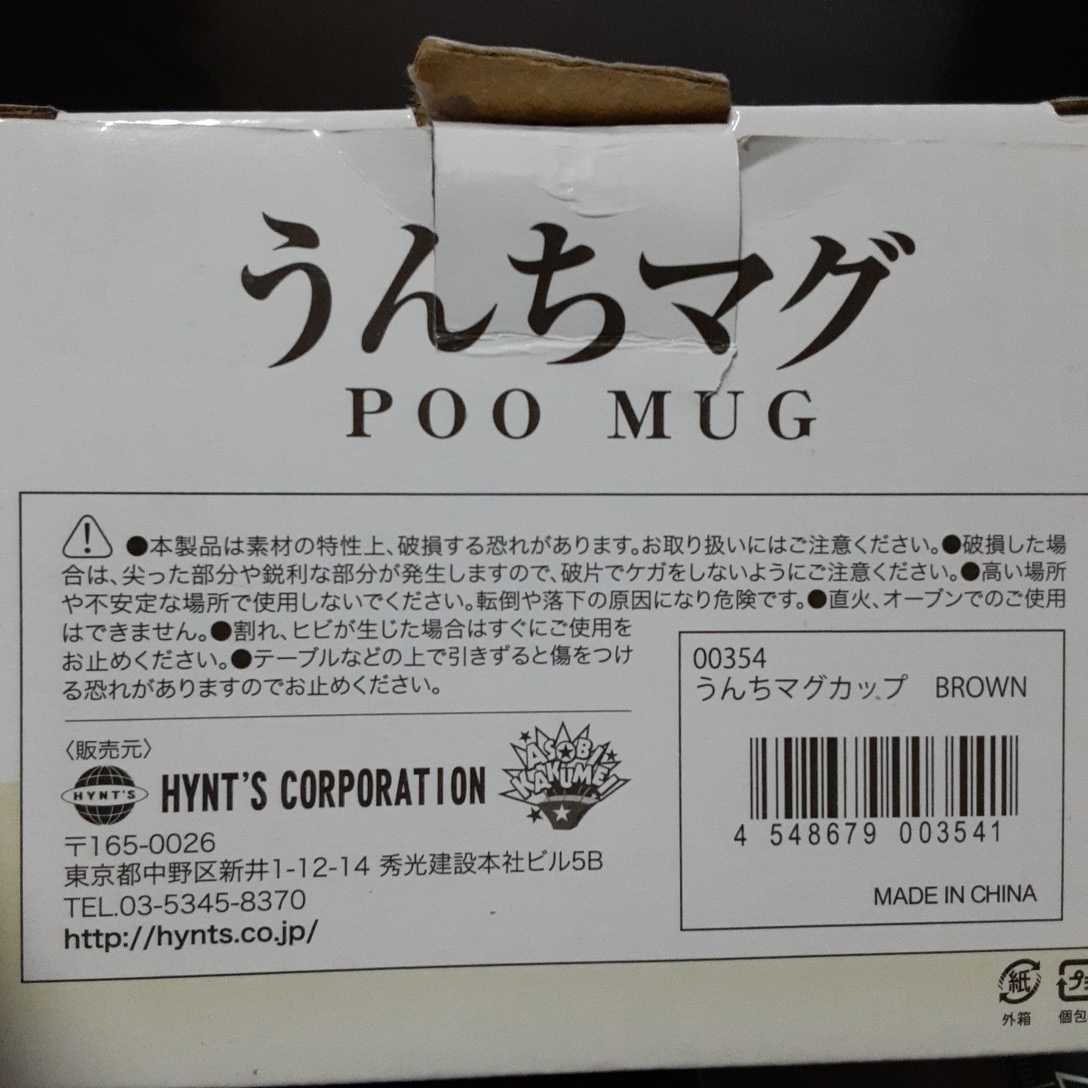 うんちマグ
POO MUG
●本製品は素材の特性上、破損する恐れがあります。お取り扱いにはご注意ください。●破損した場
合は、尖った部分や鋭利な部分が発生しますので、破片でケガをしないようにご注意ください。●高い場所
や不安定な場所で使用しないでください。転倒や落下の原因になり危険です。●直火、オーブンでのご使用
はできません。●割れ、ヒビが生じた場合はすぐにご使用を
お止めください。●テーブルなどの上で引きずると傷をつけ
る恐れがありますのでお止めください。
00354
うんちマグカップ BROWN
4 548679 003541
MADE IN CHINA
〈販売元〉
HYNT'S
HYNT'S CORPORATION
ASOBI
KAKUMEI
〒165-0026
東京都中野区新井1-12-14 秀光建設本社ビル5B
TEL.03-5345-8370
http://hynts.co.jp/
紙
外箱
プ
個包